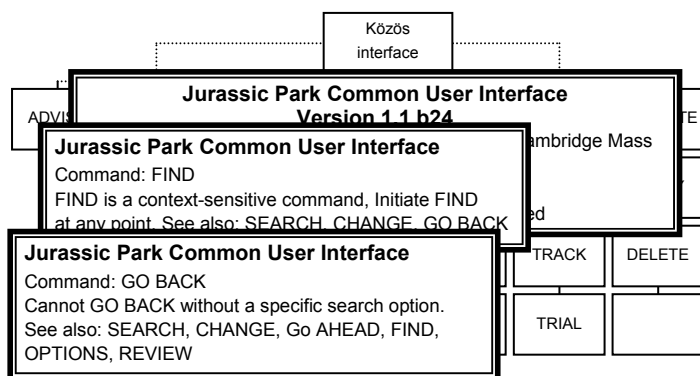 Közös
interface
Jurassic Park Common User Interface
Version 1.1 b24
ambridge Mass
ed
Jurassic Park Common User Interface
Command: FIND
FIND is a context-sensitive command, Initiate FIND
at any point. See also: SEARCH, CHANGE, GO BACK
Jurassic Park Common User Interface
Command: GO BACK
Cannot GO BACK without a specific search option.
See also: SEARCH, CHANGE, Go AHEAD, FIND,
OPTIONS, REVIEW
TRACK
DELETE
TRIAL